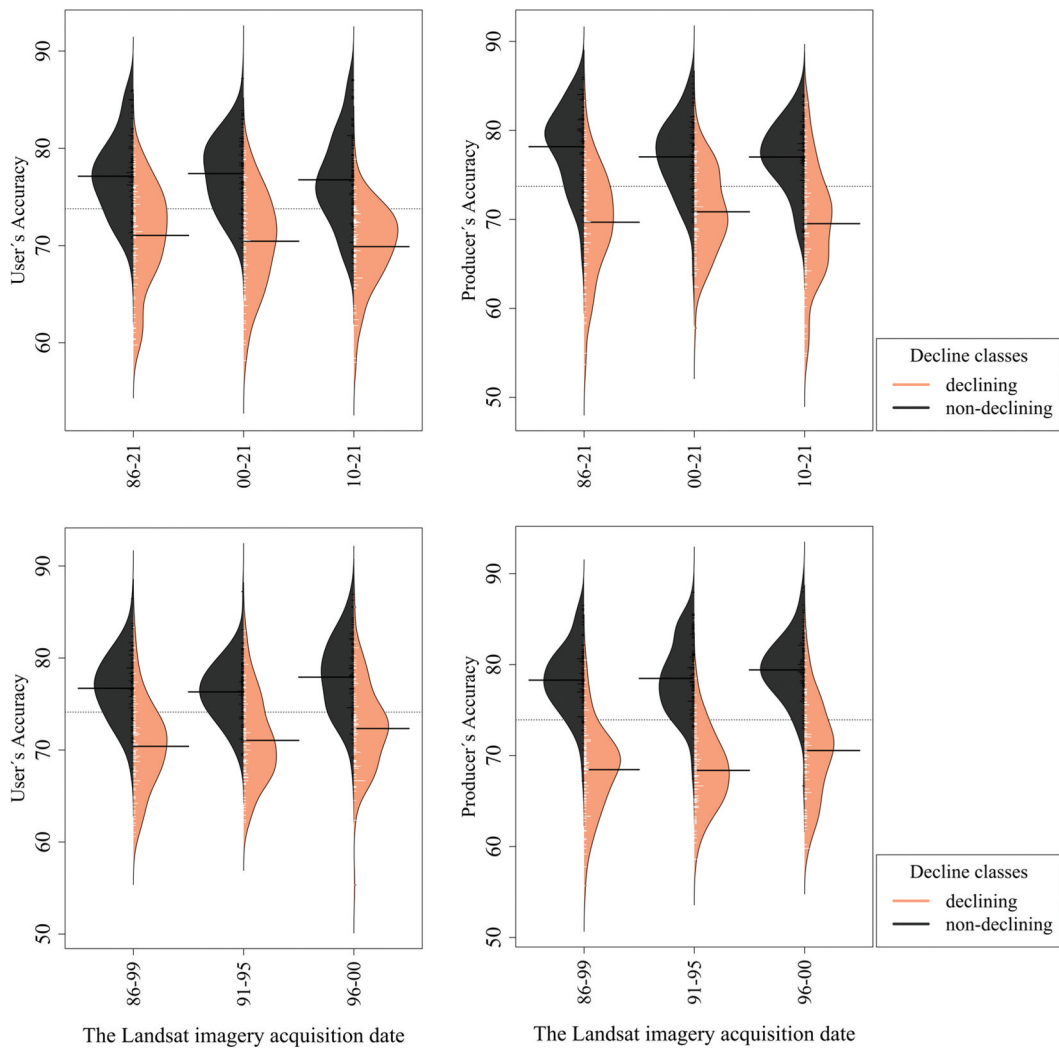 User´s Accuracy
90
80
70
60
86-21
00-21
10-21
Producer´s Accuracy
90
80
70
60
50
86-21
00-21
10-21
Decline classes
declining
non-declining
User´s Accuracy
90
80
70
60
50
86-99
91-95
96-00
The Landsat imagery acquisition date
Producer´s Accuracy
90
80
70
60
50
86-99
91-95
96-00
The Landsat imagery acquisition date
Decline classes
declining
non-declining